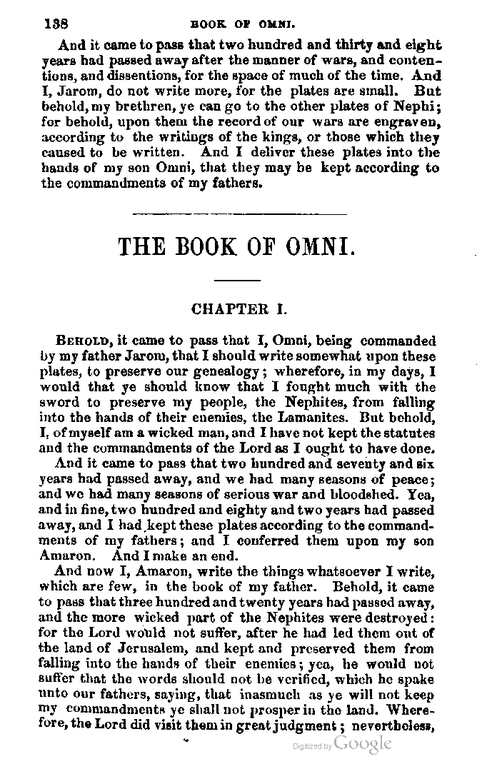 138 BOOK OF OMNI.
And it came to pass that two hundred and thirty and eight
years had passed away after the manner of wars, and conten-
tions, and dissentions, for the space of much of the time. And
I, Jarom, do not write more, for the plates are small. But
behold, my brethren, ye can go to the other plates of Nephi;
for behold, upon them the record of our wars are engraven,
according to the writings of the kings, or those which they
caused to be written. And I deliver these plates into the
hands of my son Omni, that they may be kept according to
the commandments of my fathers.
THE BOOK OF OMNI.
CHAPTER I.
BEHOLD, it came to pass that I, Omni, being commanded
by my father Jarom, that I should write somewhat upon these
plates, to preserve our genealogy; wherefore, in my days, I
would that ye should know that I fought much with the
sword to preserve my people, the Nephites, from falling
into the hands of their enemies, the Lamanites. But behold,
I, of myself am a wicked man, and I have not kept the statutes
and the commandments of the Lord as I ought to have done.
And it came to pass that two hundred and seventy and six
years had passed away, and we had many seasons of peace;
and we had many seasons of serious war and bloodshed. Yea,
and in fine, two hundred and eighty and two years had passed
away, and I had kept these plates according to the command-
ments of my fathers; and I conferred them upon my son
Amaron. And I make an end.
And now I, Amaron, write the things whatsoever I write,
which are few, in the book of my father. Behold, it came
to pass that three hundred and twenty years had passed away,
and the more wicked part of the Nephites were destroyed:
for the Lord would not suffer, after he had led them out of
the land of Jerusalem, and kept and preserved them from
falling into the hands of their enemies; yea, he would not
suffer that the words should not be verified, which he spake
unto our fathers, saying, that inasmuch as ye will not keep
my commandments ye shall not prosper in the land. Where-
fore, the Lord did visit them in great judgment; nevertheless,
Digitized by Google